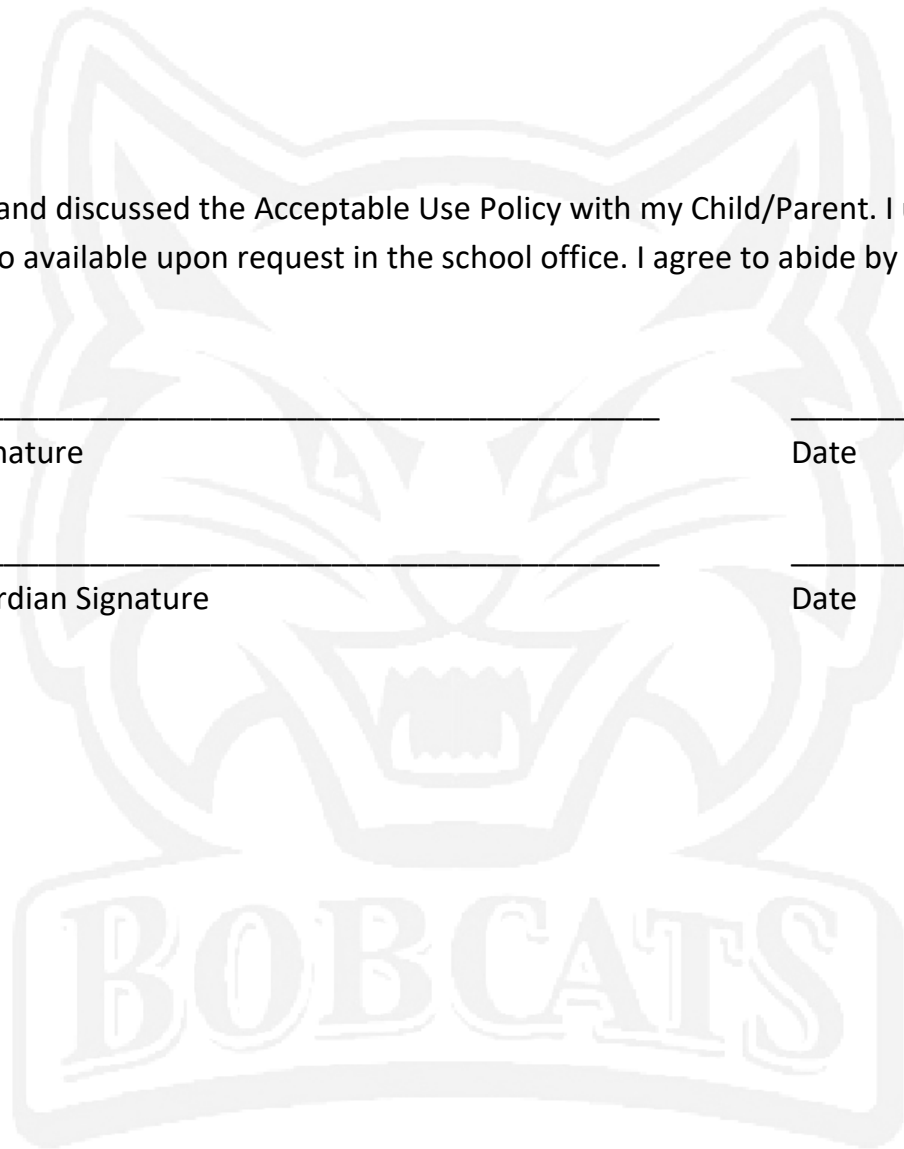 and discussed the Acceptable Use Policy with my Child/Parent. I
o available upon request in the school office. I agree to abide by
nature
Date
rdian Signature
Date
BOBCATS